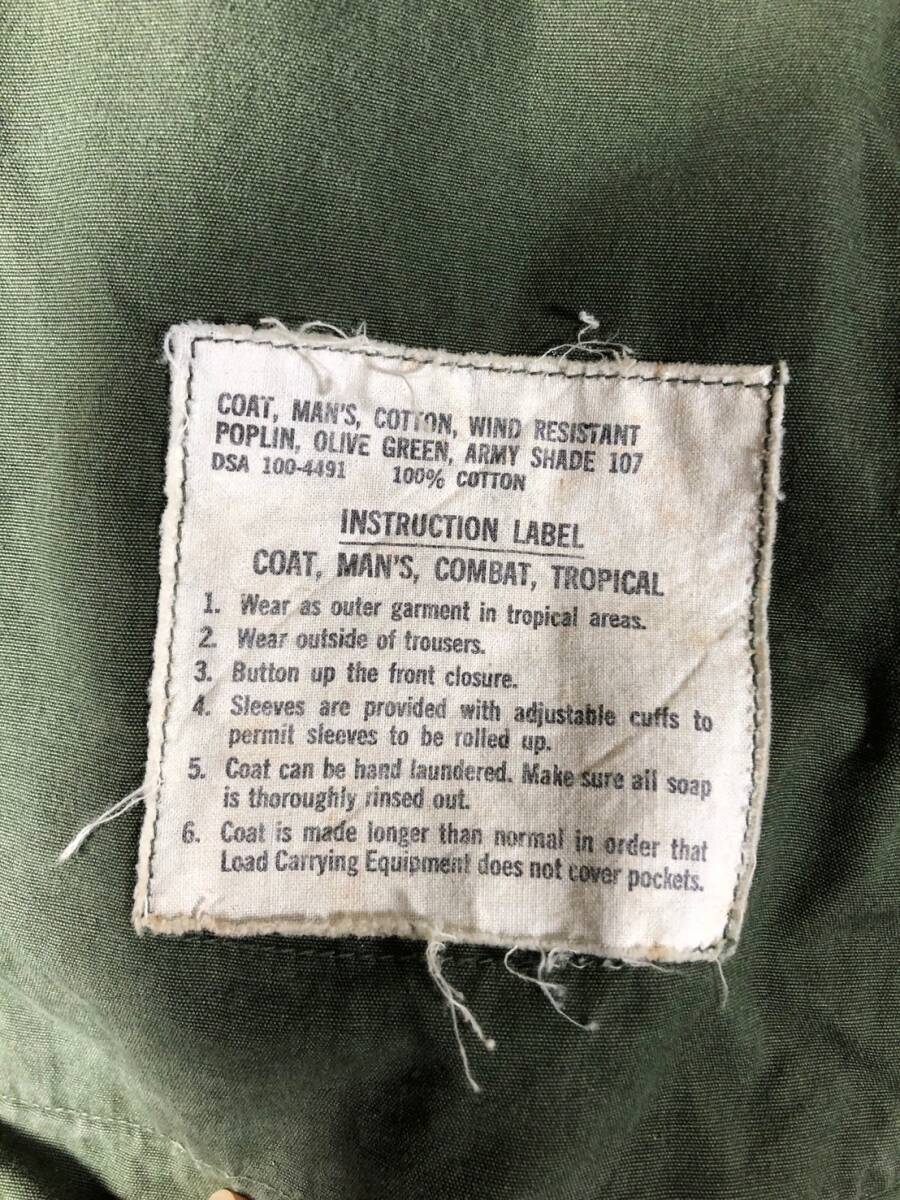 COAT, MAN'S, COTTON, WIND RESISTANT
POPLIN, OLIVE GREEN, ARMY SHADE 107
DSA 100-4491 100% COTTON
INSTRUCTION LABEL
COAT, MAN'S, COMBAT, TROPICAL
1. Wear as outer garment in tropical areas.
2. Wear outside of trousers.
3. Button up the front closure.
4. Sleeves are provided with adjustable cuffs to
permit sleeves to be rolled up.
5. Coat can be hand laundered. Make sure all soap
is thoroughly rinsed out.
6. Coat is made longer than normal in order that
Load Carrying Equipment does not cover pockets.